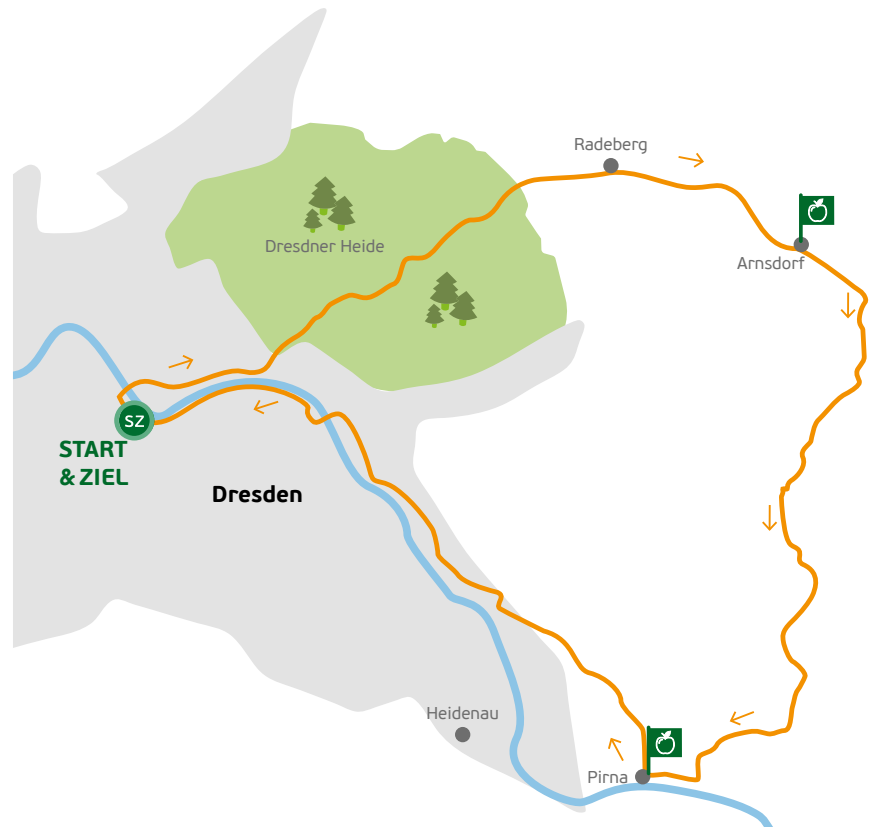 Radeberg
Dresdner Heide
Arnsdorf
SZ
START
& ZIEL
Dresden
Heidenau
Pirna